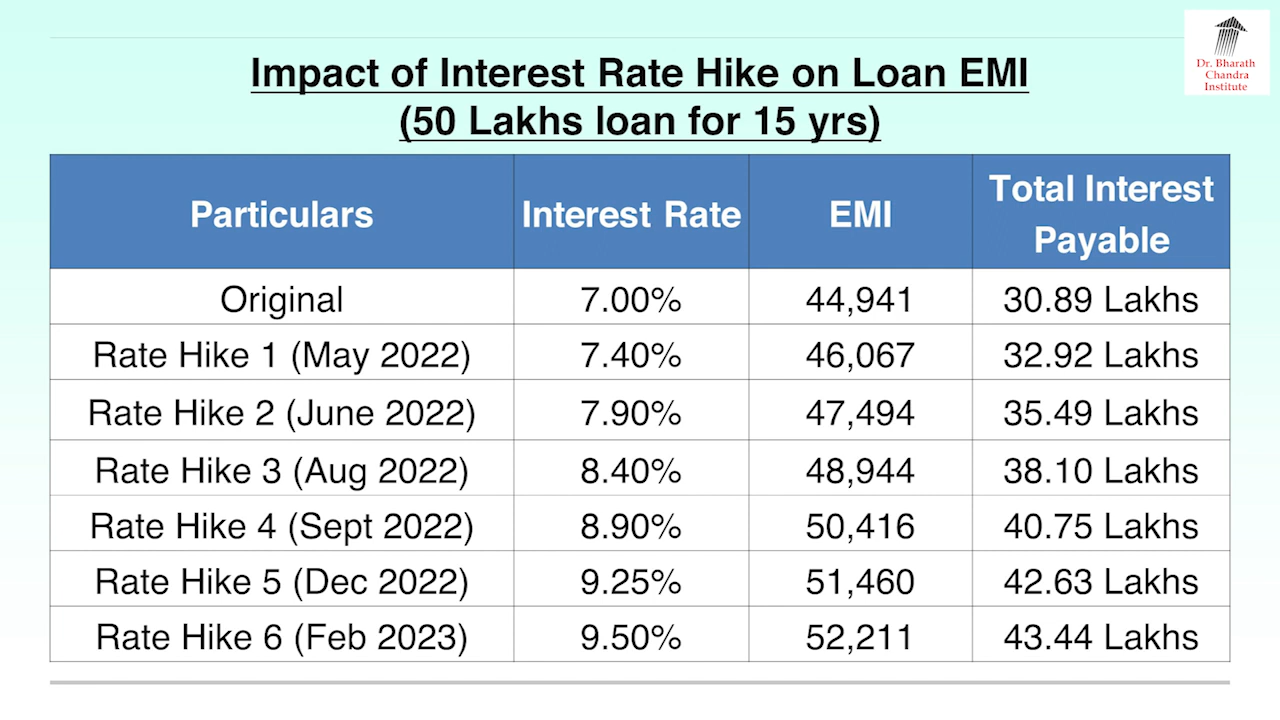 Dr. Bharath
Chandra
Institute
Impact of Interest Rate Hike on Loan EMI
(50 Lakhs loan for 15 yrs)
Particulars Interest Rate EMI Total Interest Payable
Original 7.00% 44,941 30.89 Lakhs
Rate Hike 1 (May 2022) 7.40% 46,067 32.92 Lakhs
Rate Hike 2 (June 2022) 7.90% 47,494 35.49 Lakhs
Rate Hike 3 (Aug 2022) 8.40% 48,944 38.10 Lakhs
Rate Hike 4 (Sept 2022) 8.90% 50,416 40.75 Lakhs
Rate Hike 5 (Dec 2022) 9.25% 51,460 42.63 Lakhs
Rate Hike 6 (Feb 2023) 9.50% 52,211 43.44 Lakhs